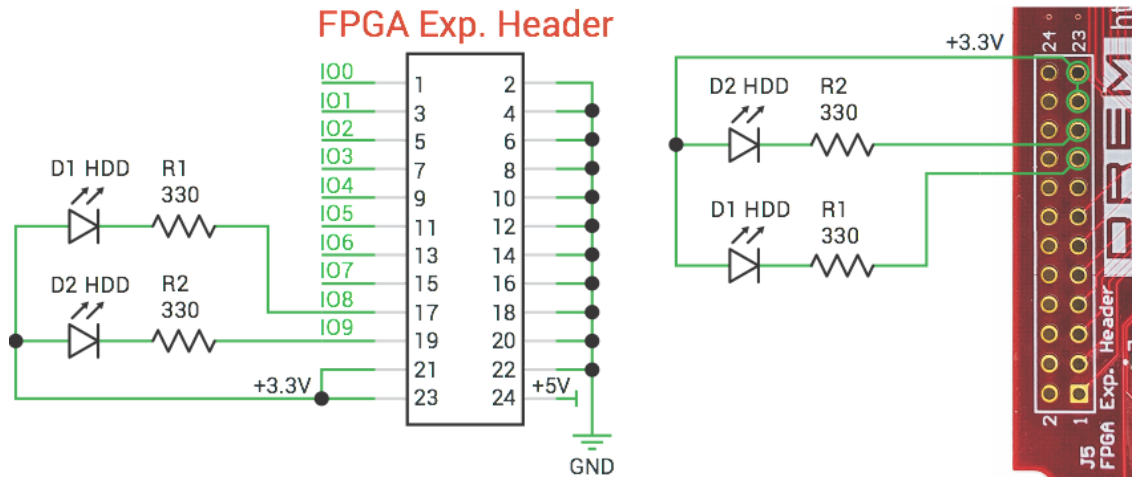 FPGA Exp. Header
IO0
1 2
IO1
3 4
IO2
5 6
IO3
7 8
IO4
9 10
IO5
11 12
IO6
13 14
IO7
15 16
IO8
17 18
IO9
19 20
21 22
+3.3V
23 24
+5V
GND
D1 HDD R1
330
D2 HDD R2
330
+3.3V
D2 HDD R2
330
D1 HDD R1
330
24 23
2 1
J5
FPGA Exp. Header